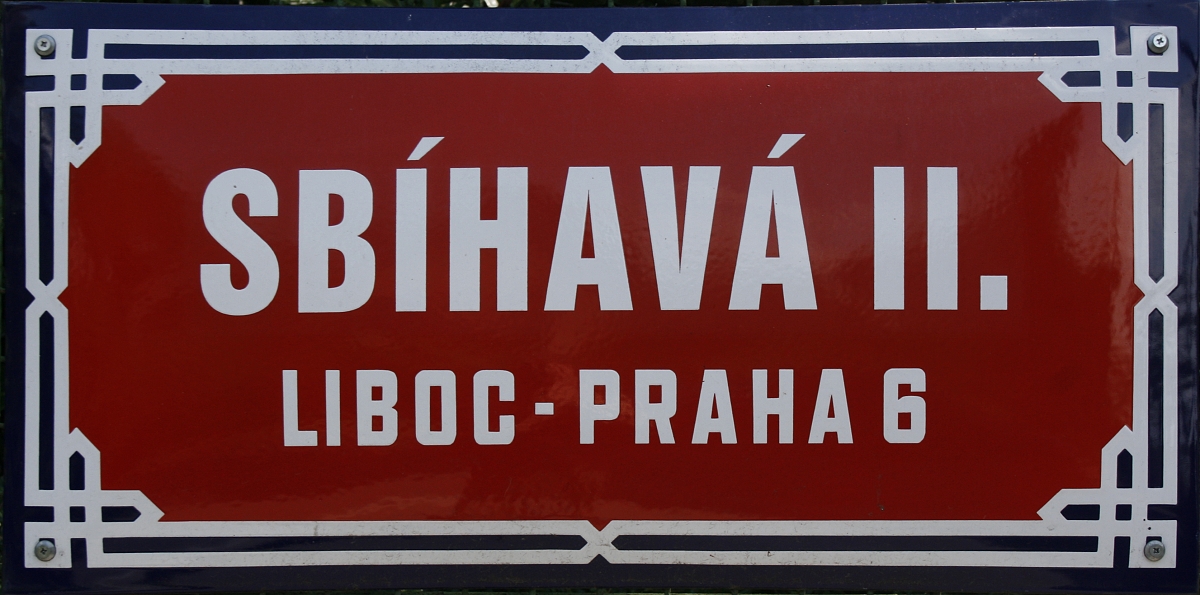 SBÍHAVÁ II.
LIBOC - PRAHA 6